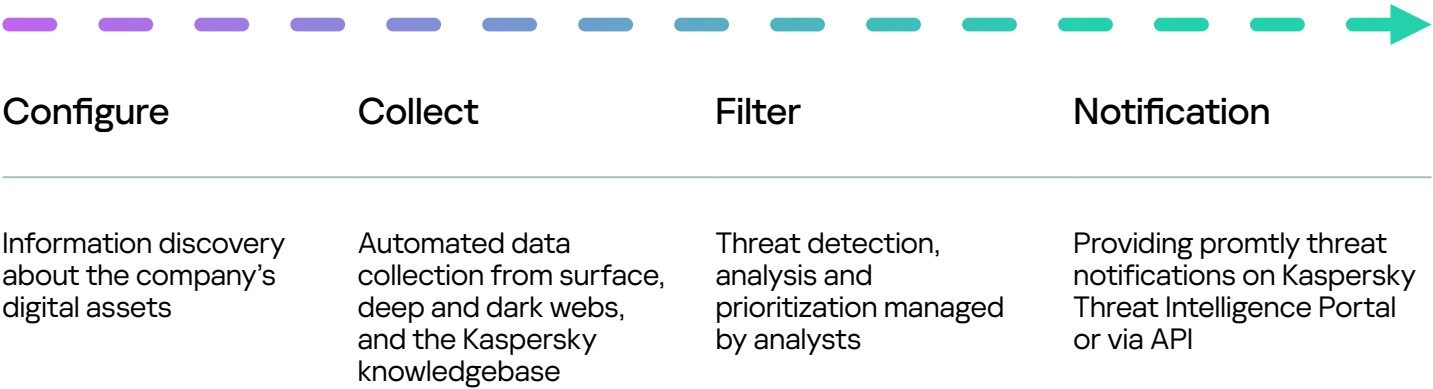 Configure
Collect
Filter
Notification
Information discovery
about the company's
digital assets
Automated data
collection from surface,
deep and dark webs,
and the Kaspersky
knowledgebase
Threat detection,
analysis and
prioritization managed
by analysts
Providing promtly threat
notifications on Kaspersky
Threat Intelligence Portal
or via API